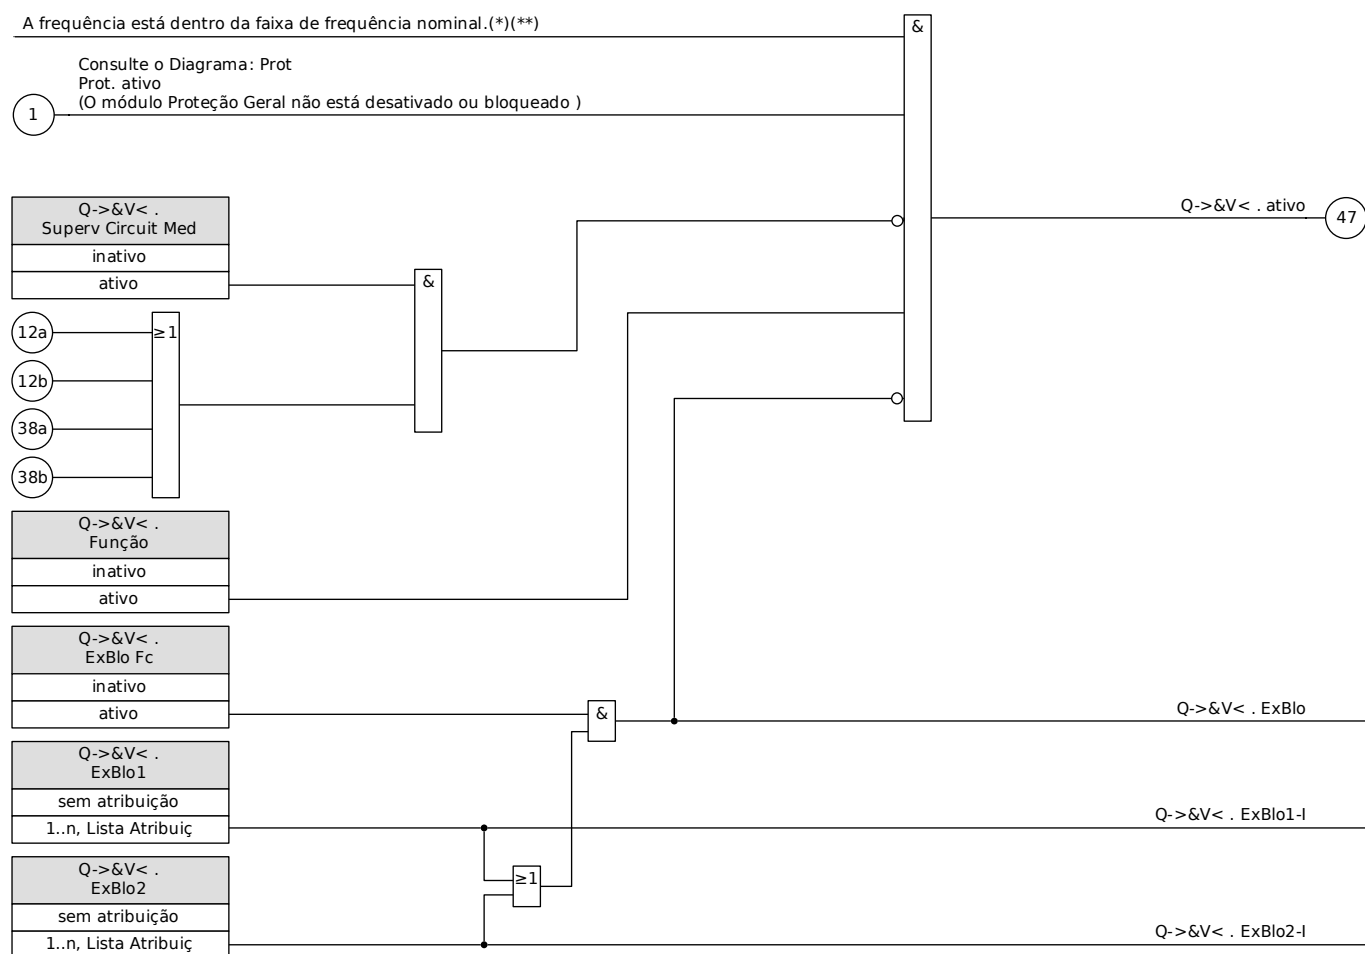 A frequência está dentro da faixa de frequência nominal.(*)(**)
&
Consulte o Diagrama: Prot
Prot. ativo
(O módulo Proteção Geral não está desativado ou bloqueado )
1
Q->&V< .
Superv Circuit Med
inativo
ativo
&
Q->&V< . ativo
47
12a
≥1
12b
38a
38b
Q->&V< .
Função
inativo
ativo
Q->&V< .
ExBlo Fc
inativo
ativo
&
Q->&V< . ExBlo
Q->&V< .
ExBlo1
sem atribuição
1..n, Lista Atribuiç
Q->&V< . ExBlo1-I
≥1
Q->&V< .
ExBlo2
sem atribuição
1..n, Lista Atribuiç
Q->&V< . ExBlo2-I